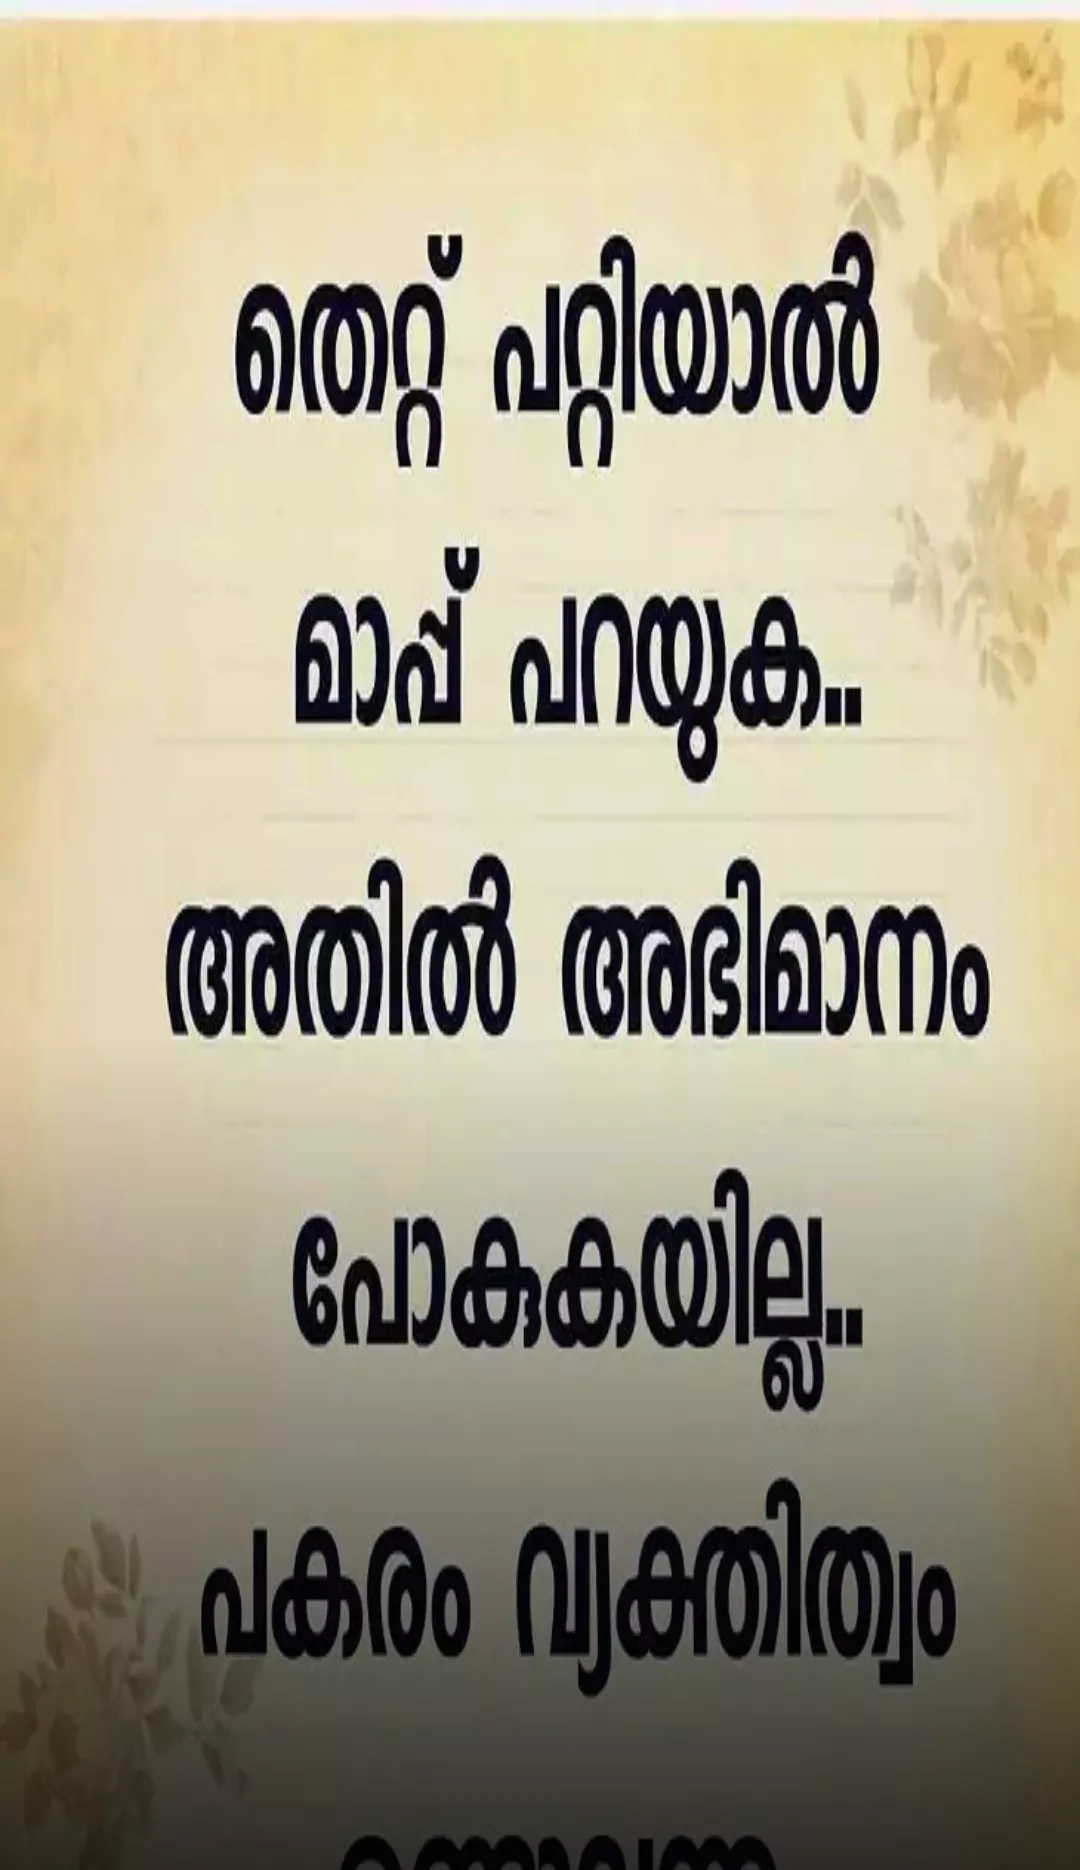 തെറ്റ് പറ്റിയാൽ
മാപ്പ് പറയുക..
അതിൽ അഭിമാനം
പോകുകയില്ല..
പകരം വ്യക്തിത്വം